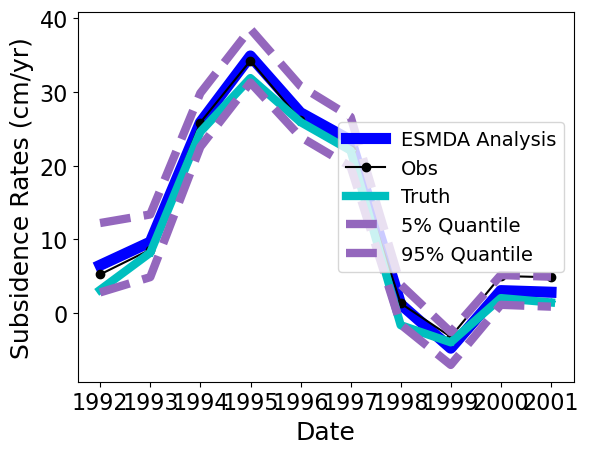 40
30
20
10
0
Subsidence Rates (cm/yr)
ESMDA Analysis
Obs
Truth
5% Quantile
95% Quantile
1992 1993 1994 1995 1996 1997 1998 1999 2000 2001
Date